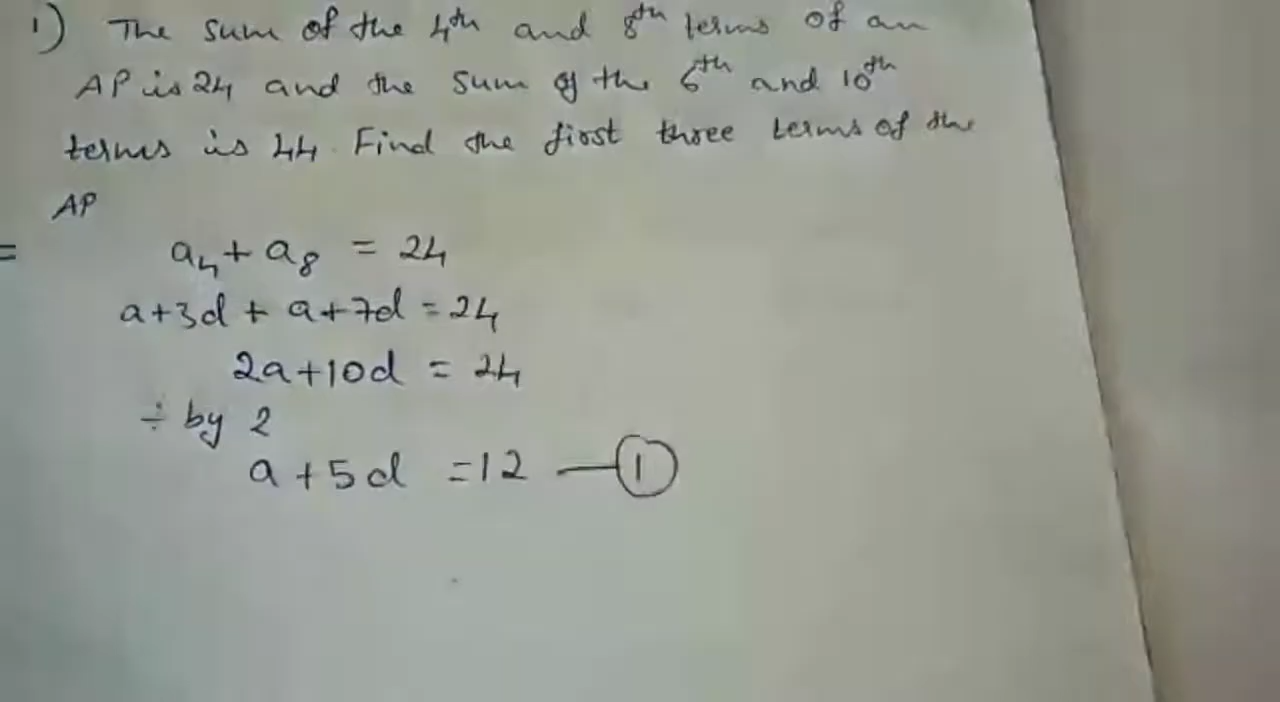 1) The sum of the 4th and 8th terms of an
AP is 24 and the sum of the 6th and 10th
terms is 44. Find the first three terms of the
AP
=
a₄ + a₈ = 24
a+3d + a+7d = 24
2a+10d = 24
÷ by 2
a + 5d = 12 — ①